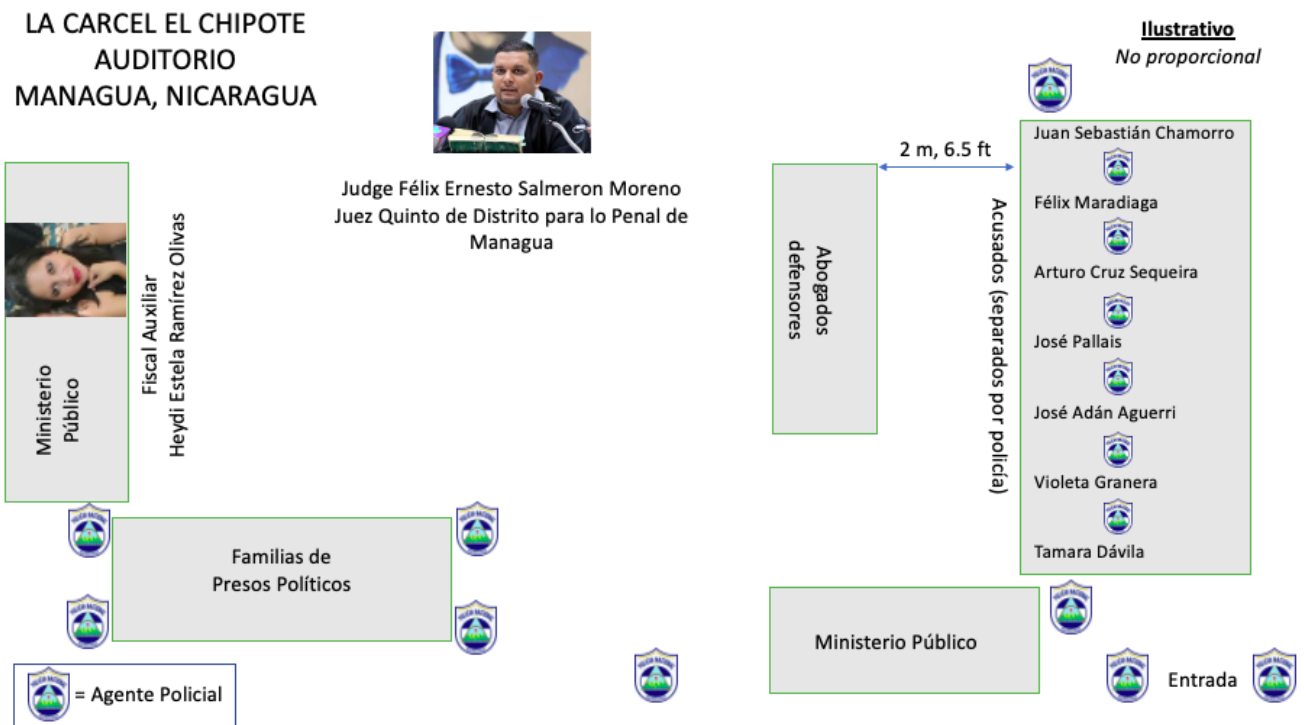 LA CARCEL EL CHIPOTE
AUDITORIO
MANAGUA, NICARAGUA
Ilustrativo
No proporcional
Judge Félix Ernesto Salmeron Moreno
Juez Quinto de Distrito para lo Penal de
Managua
Ministerio
Público
Fiscal Auxiliar
Heydi Estela Ramírez Olivas
2 m, 6.5 ft
Abogados
defensores
Acusados (separados por policía)
Juan Sebastián Chamorro
Félix Maradiaga
Arturo Cruz Sequeira
José Pallais
José Adán Aguerri
Violeta Granera
Tamara Dávila
Familias de
Presos Políticos
Ministerio Público
Entrada
= Agente Policial